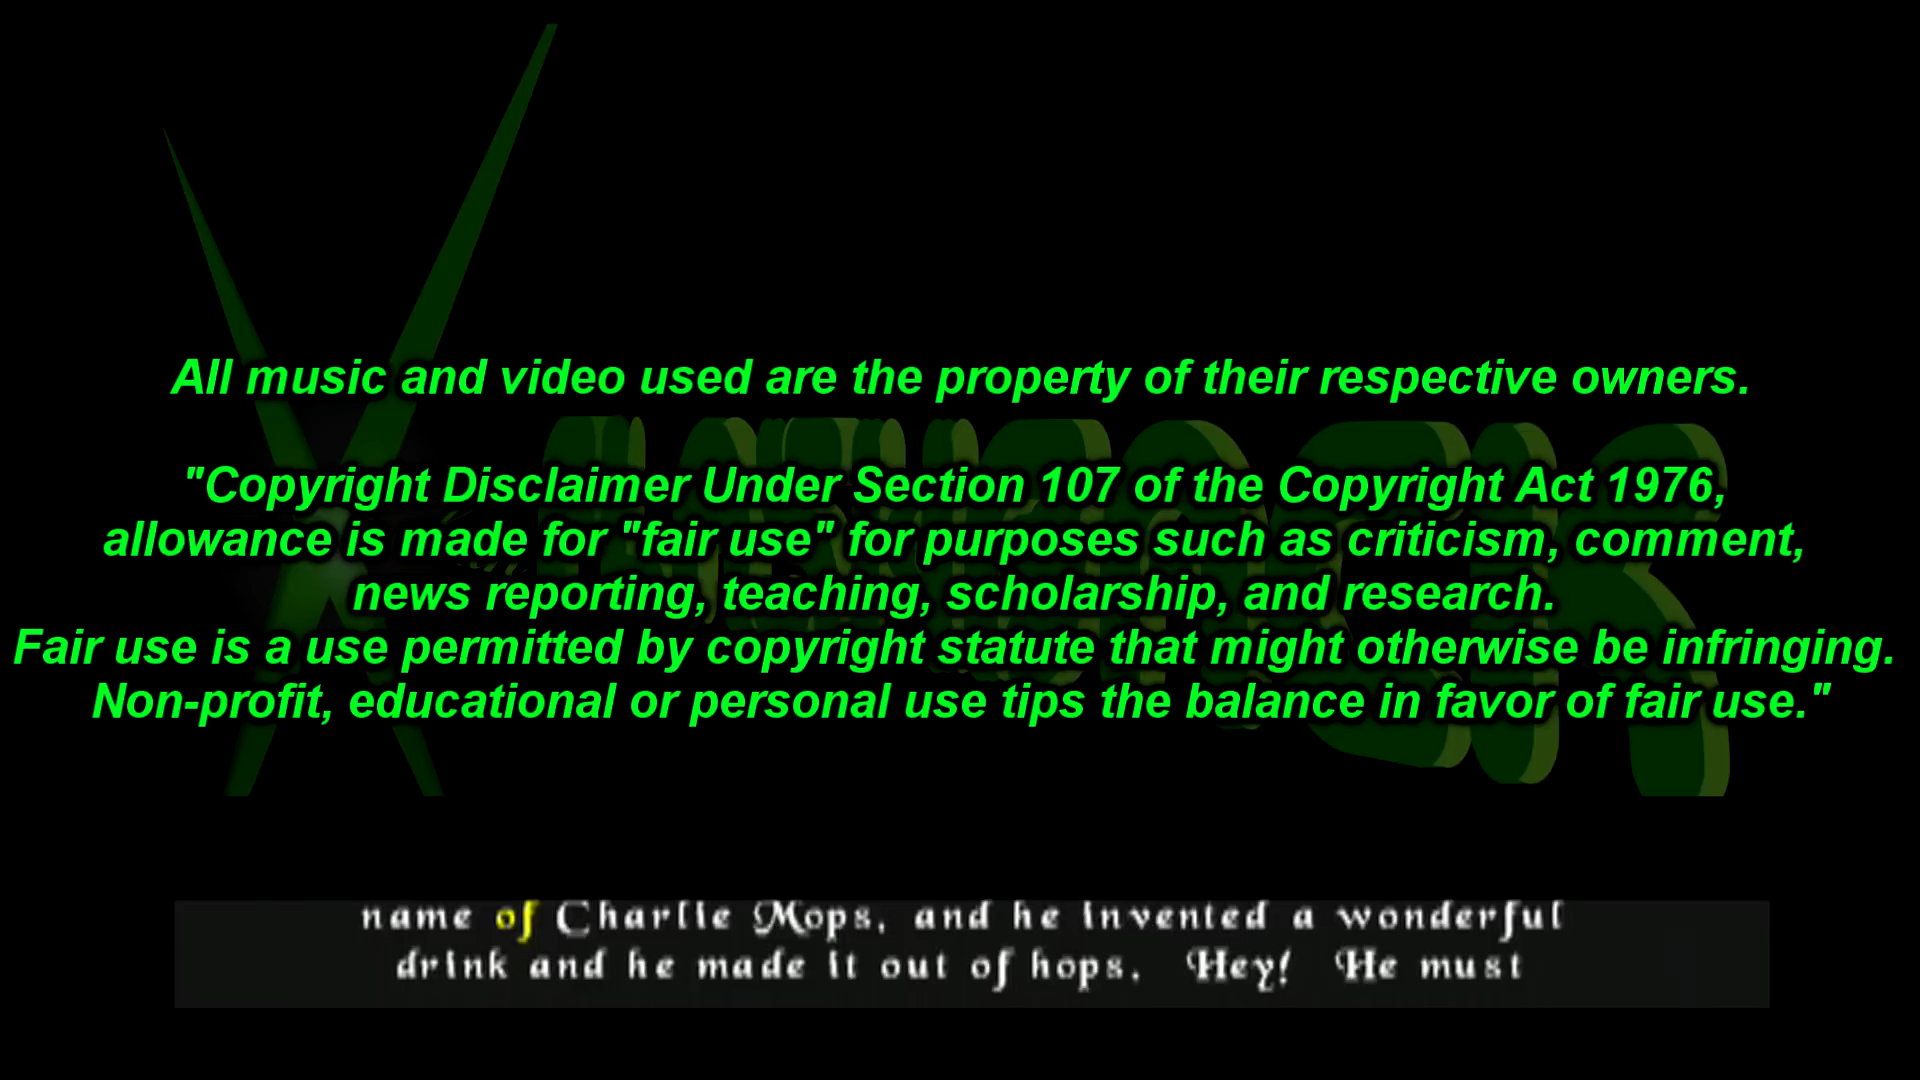 All music and video used are the property of their respective owners.
"Copyright Disclaimer Under Section 107 of the Copyright Act 1976,
allowance is made for "fair use" for purposes such as criticism, comment,
news reporting, teaching, scholarship, and research.
Fair use is a use permitted by copyright statute that might otherwise be infringing.
Non-profit, educational or personal use tips the balance in favor of fair use."
name of Charlie Mops, and he invented a wonderful
drink and he made it out of hops. Hey! He must